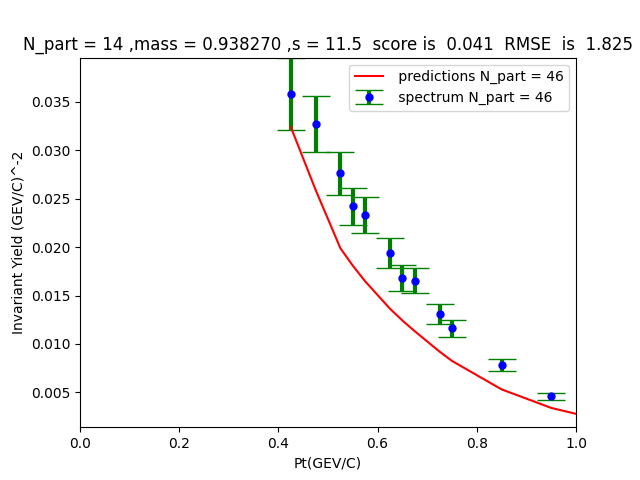 N_part = 14 ,mass = 0.938270 ,s = 11.5  score is  0.041  RMSE  is  1.825
predictions N_part = 46
spectrum N_part = 46
Invariant Yield (GEV/C)^-2
0.035
0.030
0.025
0.020
0.015
0.010
0.005
0.0 0.2 0.4 0.6 0.8 1.0
Pt(GEV/C)